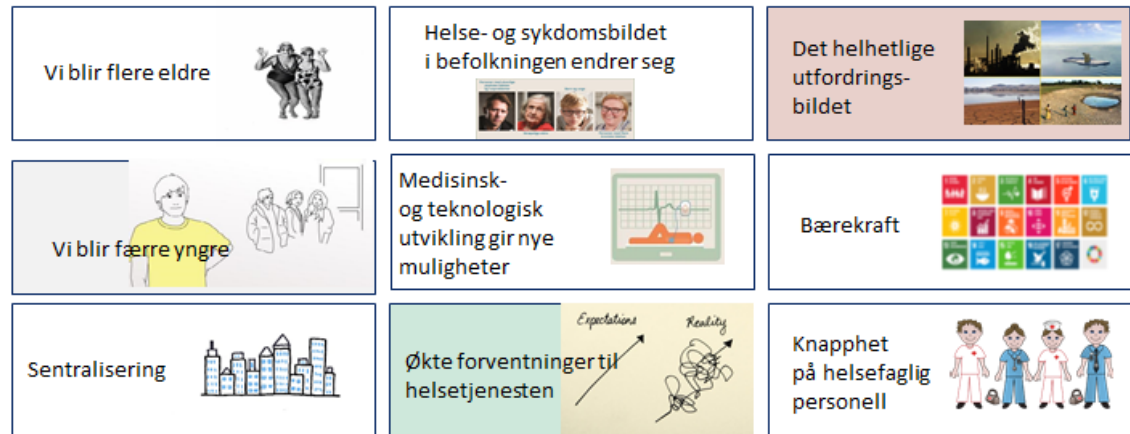 Vi blir flere eldre
Helse- og sykdomsbildet
i befolkningen endrer seg
Det helhetlige
utfordrings-
bildet
Vi blir færre yngre
Medisinsk-
og teknologisk
utvikling gir nye
muligheter
Bærekraft
Sentralisering
Økte forventninger til
helsetjenesten
Expectations
Reality
Knapphet
på helsefaglig
personell